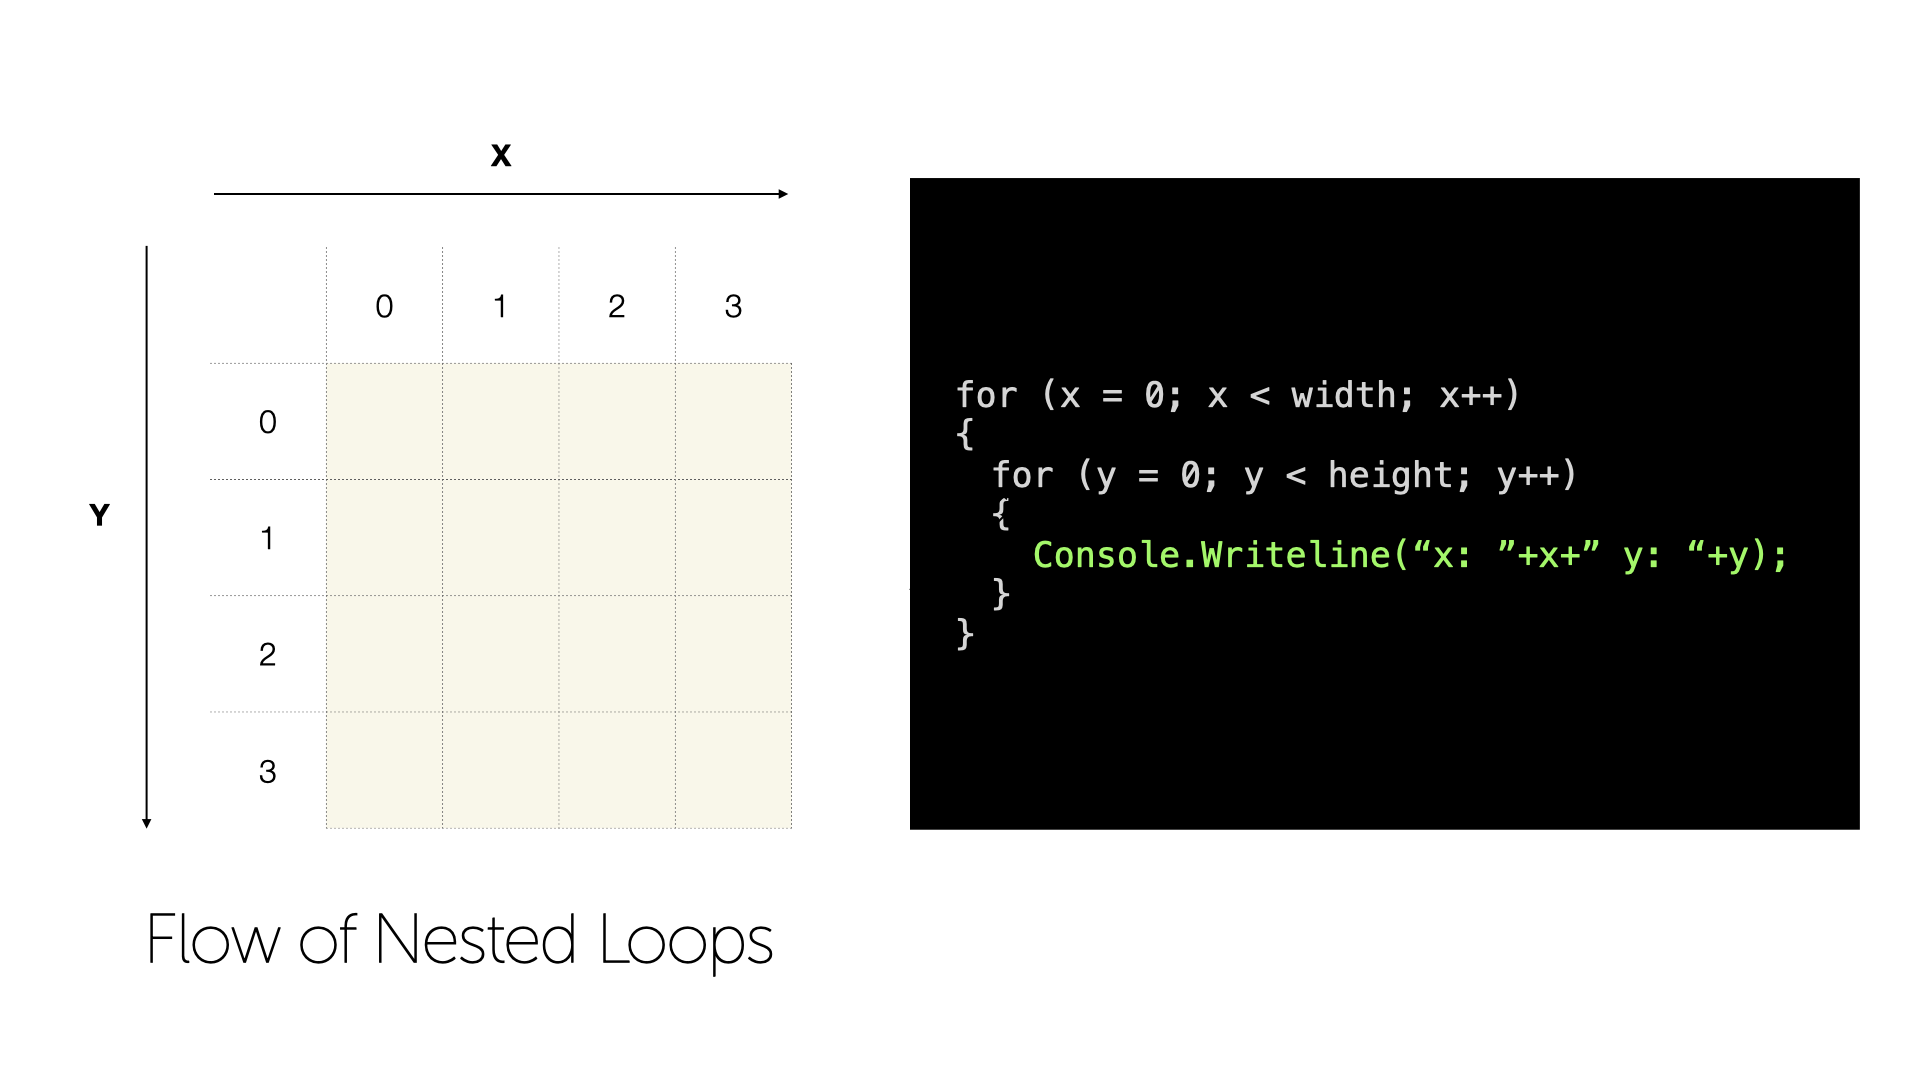 X
0 1 2 3
0
1
Y
2
3
for (x = 0; x < width; x++)
{
for (y = 0; y < height; y++)
{
Console.Writeline(“x: ”+x+” y: “+y);
}
}
Flow of Nested Loops